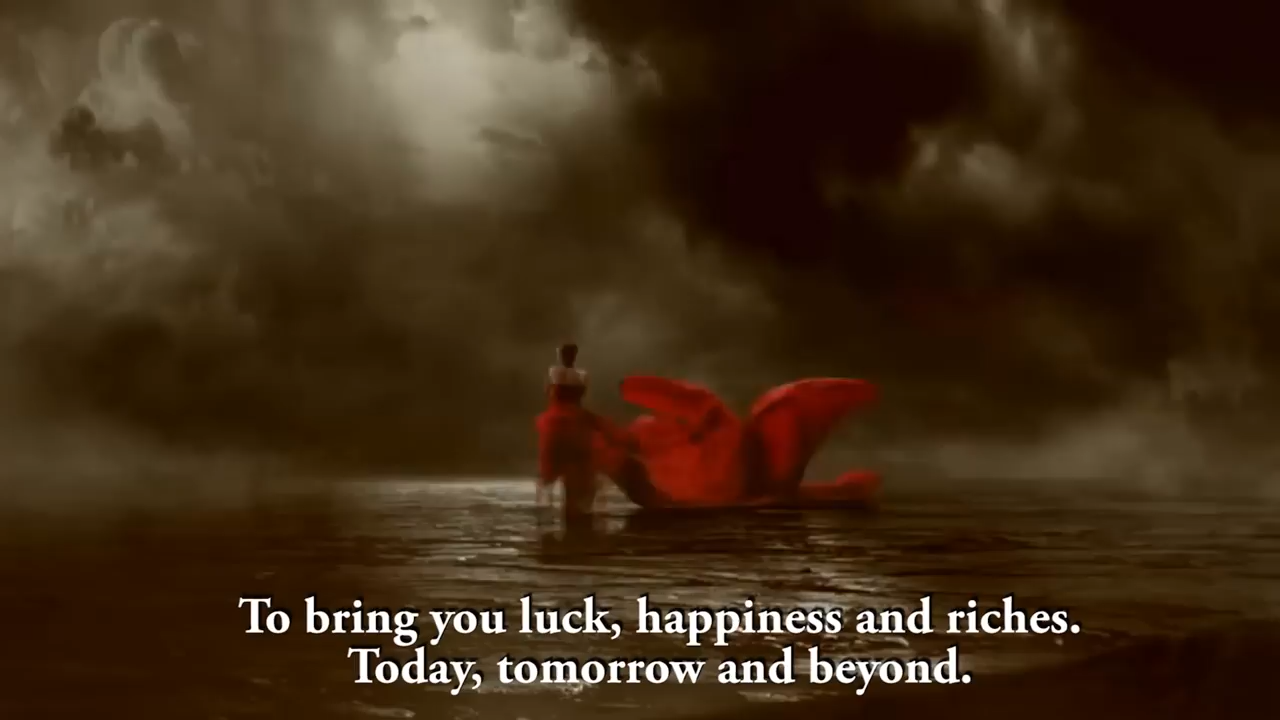 To bring you luck, happiness and riches.
Today, tomorrow and beyond.